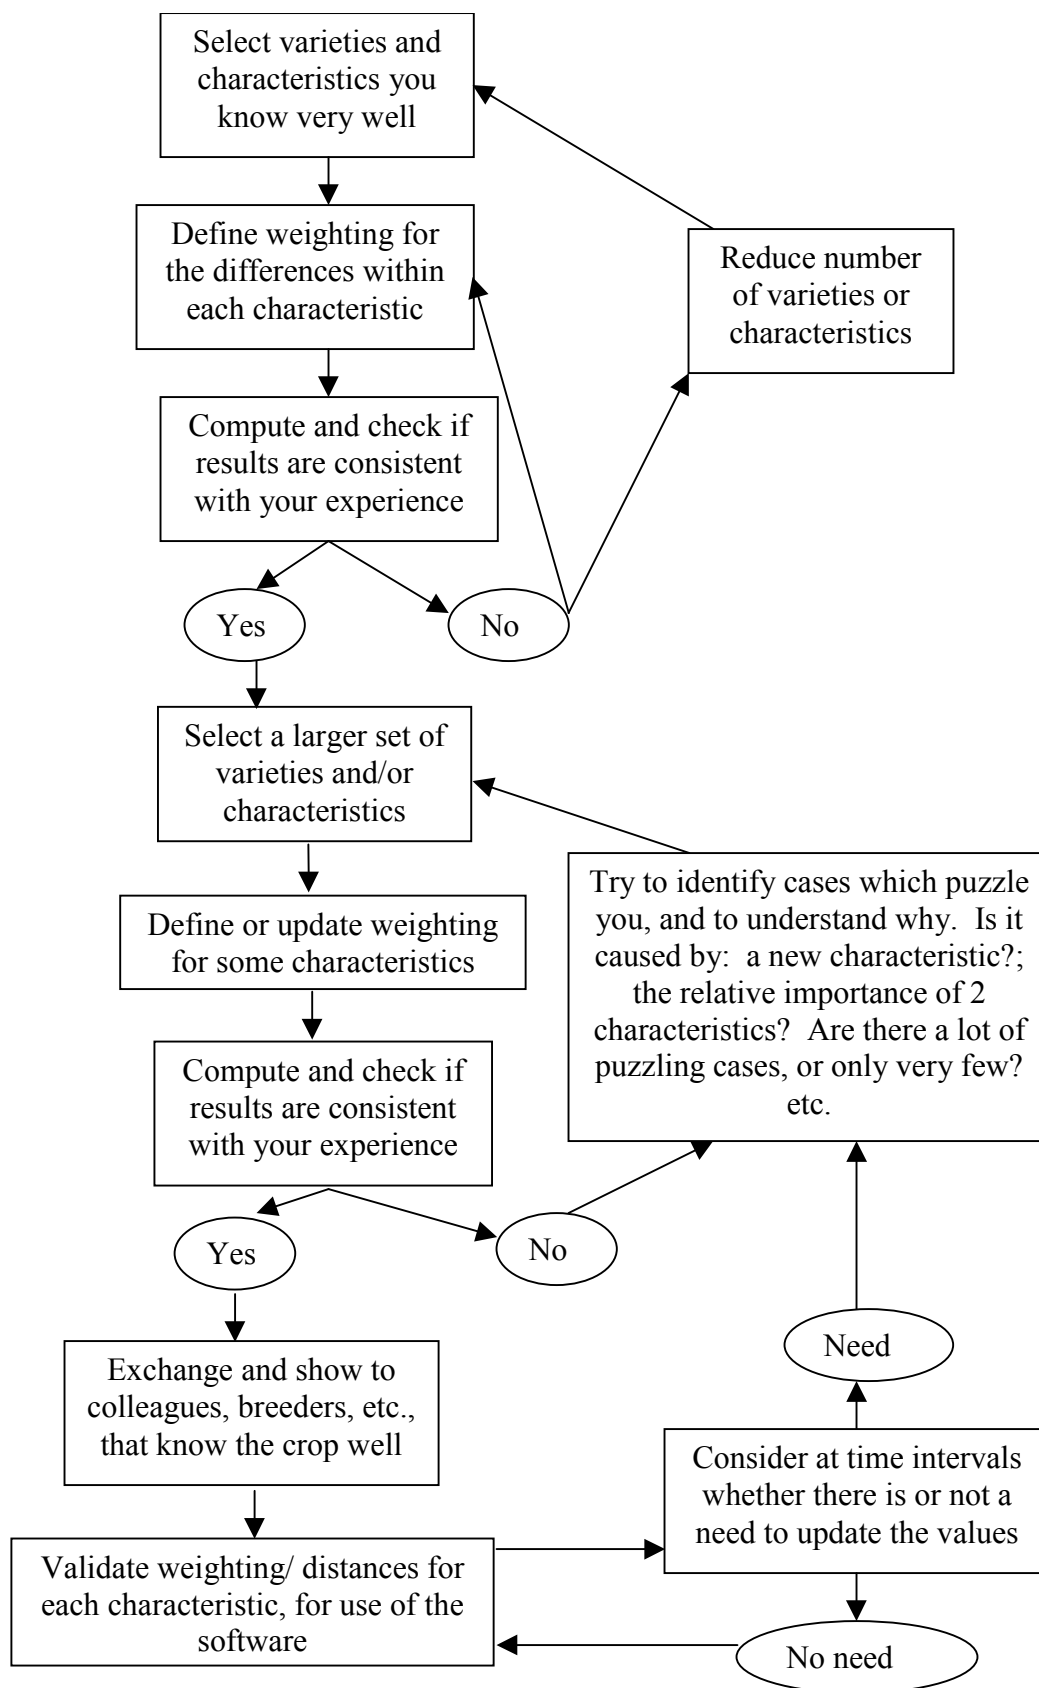 Select varieties and
characteristics you
know very well
Define weighting for
the differences within
each characteristic
Reduce number
of varieties or
characteristics
Compute and check if
results are consistent
with your experience
Yes
No
Select a larger set of
varieties and/or
characteristics
Define or update weighting
for some characteristics
Try to identify cases which puzzle
you, and to understand why.  Is it
caused by:  a new characteristic?;
the relative importance of 2
characteristics?  Are there a lot of
puzzling cases, or only very few?
etc.
Compute and check if
results are consistent
with your experience
Yes
No
Need
Exchange and show to
colleagues, breeders, etc.,
that know the crop well
Consider at time intervals
whether there is or not a
need to update the values
Validate weighting/ distances for
each characteristic, for use of the
software
No need